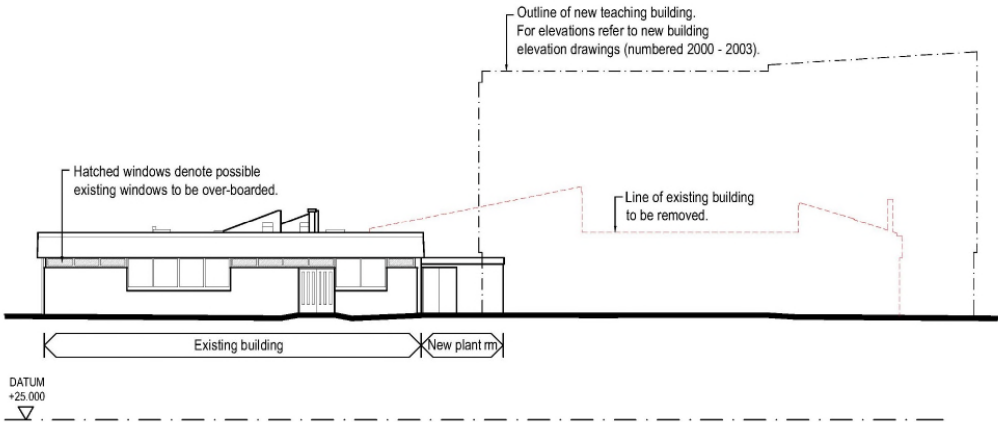 Outline of new teaching building.
For elevations refer to new building
elevation drawings (numbered 2000 - 2003).
Hatched windows denote possible
existing windows to be over-boarded.
Line of existing building
to be removed.
Existing building
New plant rm
DATUM
+25.000